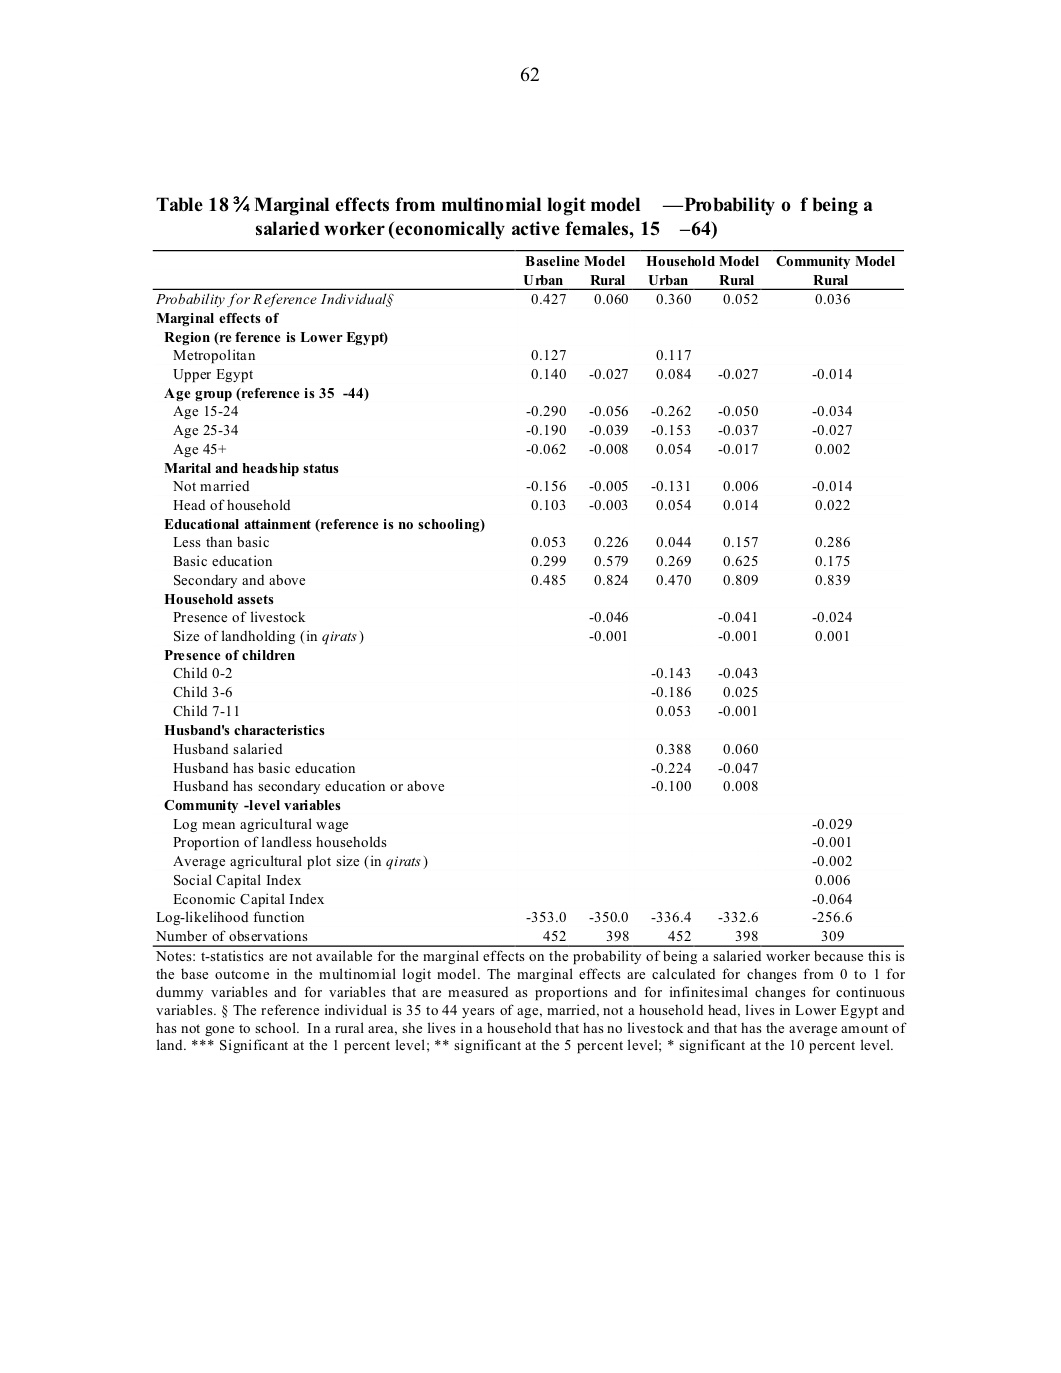 62
Table 18 ¾ Marginal effects from multinomial logit model —Probability o f being a
salaried worker (economically active females, 15 –64)
Baseline Model Household Model Community Model
Urban Rural Urban Rural Rural
Probability for Reference Individual§ 0.427 0.060 0.360 0.052 0.036
Marginal effects of
Region (re ference is Lower Egypt)
Metropolitan 0.127 0.117
Upper Egypt 0.140 -0.027 0.084 -0.027 -0.014
Age group (reference is 35 -44)
Age 15-24 -0.290 -0.056 -0.262 -0.050 -0.034
Age 25-34 -0.190 -0.039 -0.153 -0.037 -0.027
Age 45+ -0.062 -0.008 0.054 -0.017 0.002
Marital and headship status
Not married -0.156 -0.005 -0.131 0.006 -0.014
Head of household 0.103 -0.003 0.054 0.014 0.022
Educational attainment (reference is no schooling)
Less than basic 0.053 0.226 0.044 0.157 0.286
Basic education 0.299 0.579 0.269 0.625 0.175
Secondary and above 0.485 0.824 0.470 0.809 0.839
Household assets
Presence of livestock -0.046 -0.041 -0.024
Size of landholding (in qirats) -0.001 -0.001 0.001
Presence of children
Child 0-2 -0.143 -0.043
Child 3-6 -0.186 0.025
Child 7-11 0.053 -0.001
Husband's characteristics
Husband salaried 0.388 0.060
Husband has basic education -0.224 -0.047
Husband has secondary education or above -0.100 0.008
Community -level variables
Log mean agricultural wage -0.029
Proportion of landless households -0.001
Average agricultural plot size (in qirats) -0.002
Social Capital Index 0.006
Economic Capital Index -0.064
Log-likelihood function -353.0 -350.0 -336.4 -332.6 -256.6
Number of observations 452 398 452 398 309
Notes: t-statistics are not available for the marginal effects on the probability of being a salaried worker because this is
the base outcome in the multinomial logit model. The marginal effects are calculated for changes from 0 to 1 for
dummy variables and for variables that are measured as proportions and for infinitesimal changes for continuous
variables. § The reference individual is 35 to 44 years of age, married, not a household head, lives in Lower Egypt and
has not gone to school. In a rural area, she lives in a household that has no livestock and that has the average amount of
land. *** Significant at the 1 percent level; ** significant at the 5 percent level; * significant at the 10 percent level.